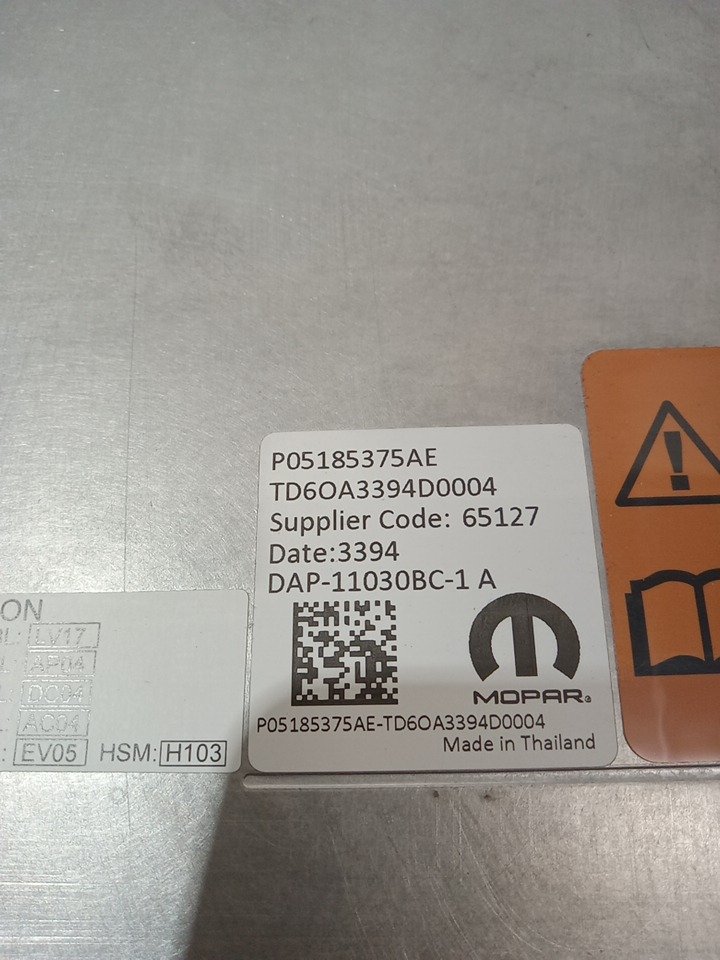 P05185375AE
TD6OA3394D0004
Supplier Code: 65127
Date:3394
DAP-11030BC-1 A
MOPAR®
P05185375AE-TD6OA3394D0004
Made in Thailand
ON
LV17
AP04
DC04
AC04
EV05 HSM: H103